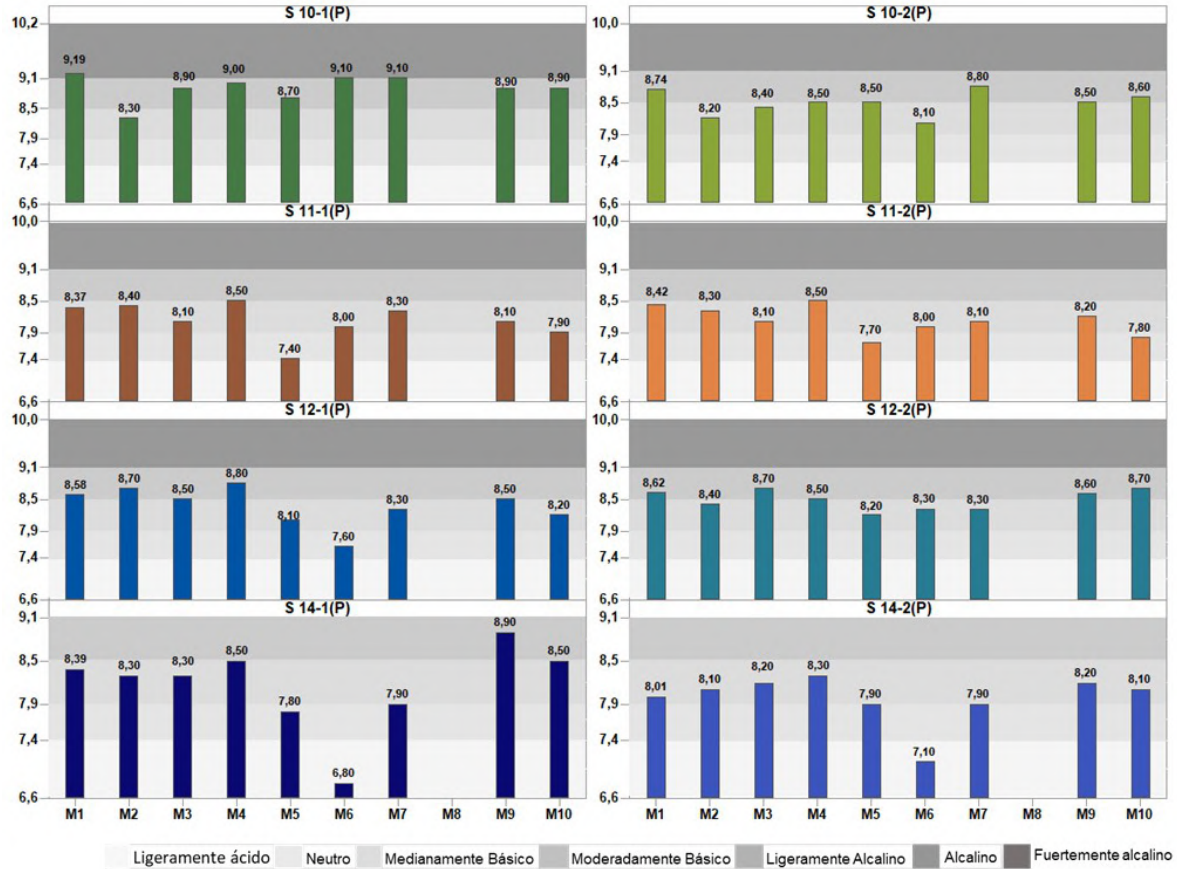 S 10-1(P)
10,2
9,1
8,5
7,9
7,4
6,6
9,19 8,30 8,90 9,00 8,70 9,10 9,10 8,90 8,90
S 10-2(P)
10,0
9,1
8,5
7,9
7,4
6,6
8,74 8,20 8,40 8,50 8,50 8,10 8,80 8,50 8,60
S 11-1(P)
10,0
9,1
8,5
7,9
7,4
6,6
8,37 8,40 8,10 8,50 7,40 8,00 8,30 8,10 7,90
S 11-2(P)
10,0
9,1
8,5
7,9
7,4
6,6
8,42 8,30 8,10 8,50 7,70 8,00 8,10 8,20 7,80
S 12-1(P)
10,0
9,1
8,5
7,9
7,4
6,6
8,58 8,70 8,50 8,80 8,10 7,60 8,30 8,50 8,20
S 12-2(P)
10,0
9,1
8,5
7,9
7,4
6,6
8,62 8,40 8,70 8,50 8,20 8,30 8,30 8,60 8,70
S 14-1(P)
9,1
8,5
7,9
7,4
6,6
8,39 8,30 8,30 8,50 7,80 6,80 7,90 8,90 8,50
M1 M2 M3 M4 M5 M6 M7 M8 M9 M10
S 14-2(P)
9,1
8,5
7,9
7,4
6,6
8,01 8,10 8,20 8,30 7,90 7,10 7,90 8,20 8,10
M1 M2 M3 M4 M5 M6 M7 M8 M9 M10
Ligeramente ácido Neutro Medianamente Básico Moderadamente Básico Ligeramente Alcalino Alcalino Fuertemente alcalino